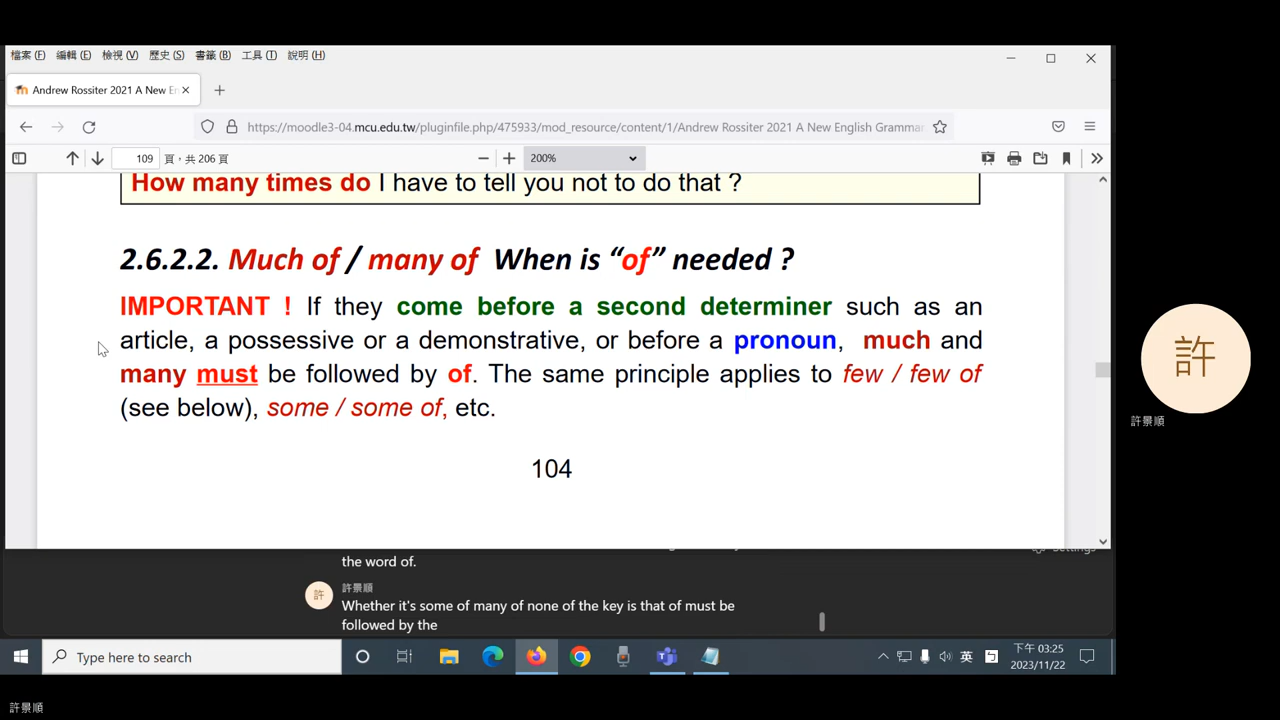 檔案 (F) 編輯 (E) 檢視 (V) 歷史 (S) 書籤 (B) 工具 (T) 說明 (H)
Andrew Rossiter 2021 A New En
https://moodle3-04.mcu.edu.tw/pluginfile.php/475933/mod_resource/content/1/Andrew Rossiter 2021 A New English Grammar
109 頁，共 206 頁 200%
How many times do I have to tell you not to do that ?
2.6.2.2. Much of / many of When is “of” needed ?
IMPORTANT ! If they come before a second determiner such as an
article, a possessive or a demonstrative, or before a pronoun, much and
many must be followed by of. The same principle applies to few / few of
(see below), some / some of, etc.
104
許
許景順
Settings
the word of.
許 許景順
Whether it's some of many of none of the key is that of must be
followed by the
Type here to search
英
下午 03:25
2023/11/22
許景順